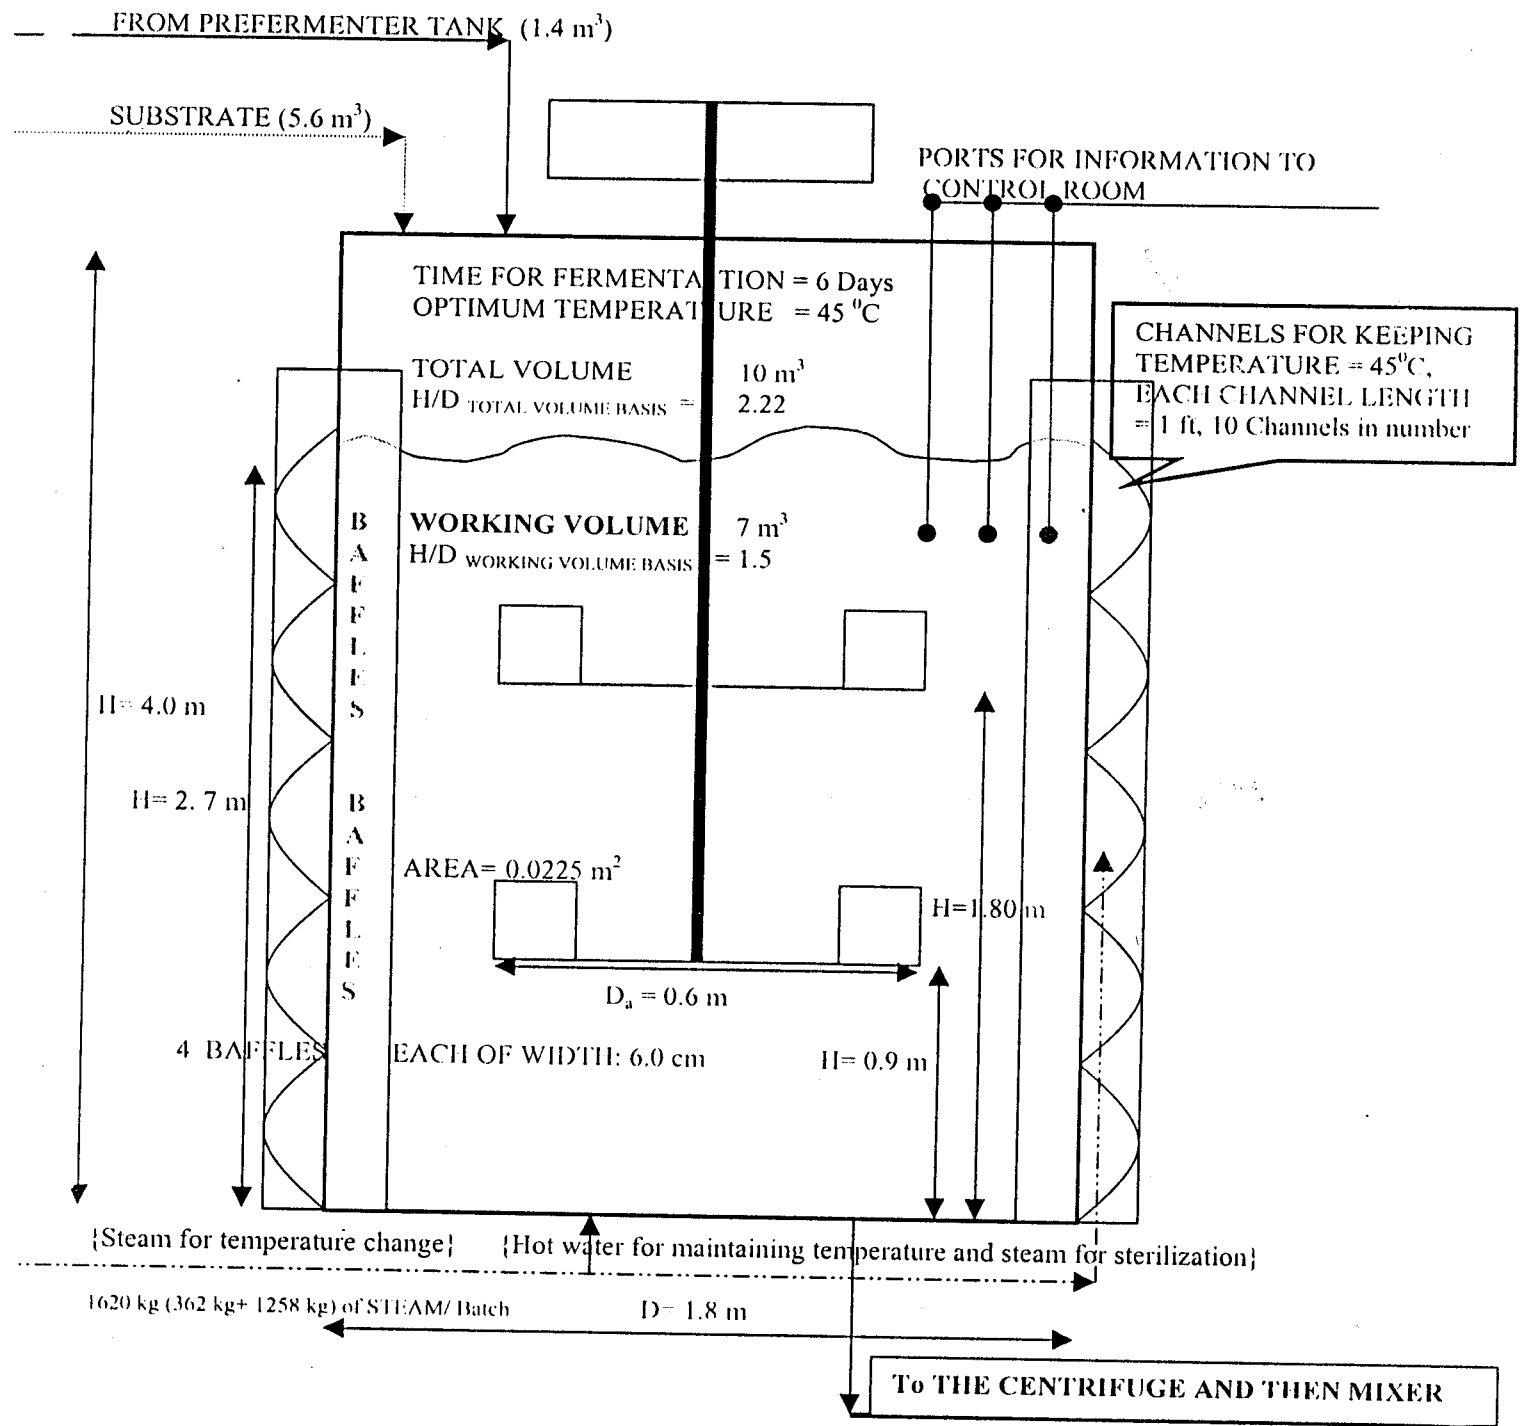 FROM PREFERMENTER TANK (1.4 m³)
SUBSTRATE (5.6 m³)
PORTS FOR INFORMATION TO
CONTROL ROOM
TIME FOR FERMENTATION = 6 Days
OPTIMUM TEMPERATURE = 45 ⁰C
CHANNELS FOR KEEPING
TEMPERATURE = 45⁰C,
EACH CHANNEL LENGTH
= 1 ft, 10 Channels in number
TOTAL VOLUME 10 m³
H/D TOTAL VOLUME BASIS = 2.22
WORKING VOLUME 7 m³
H/D WORKING VOLUME BASIS = 1.5
BAFFLES
BAFFLES
H= 4.0 m
H= 2. 7 m
AREA= 0.0225 m²
H=1.80 m
Dₐ = 0.6 m
4 BAFFLES EACH OF WIDTH: 6.0 cm
H= 0.9 m
{Steam for temperature change} {Hot water for maintaining temperature and steam for sterilization}
1620 kg (362 kg+ 1258 kg) of STEAM/ Batch
D= 1.8 m
To THE CENTRIFUGE AND THEN MIXER